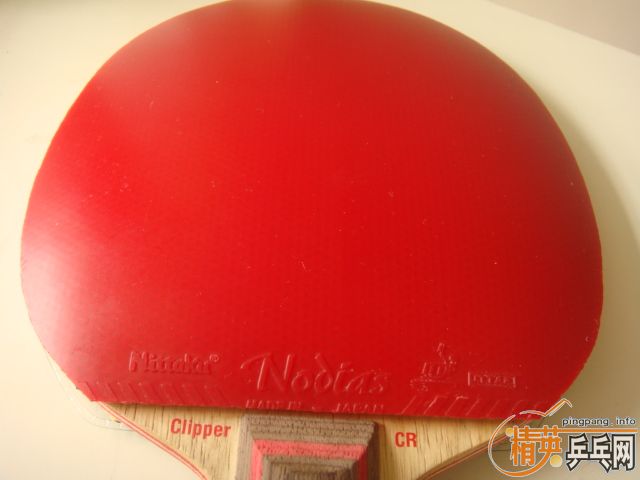 Nittaku®
Nodias
MADE IN JAPAN
Clipper CR
pingpang.info
精英乒乓网